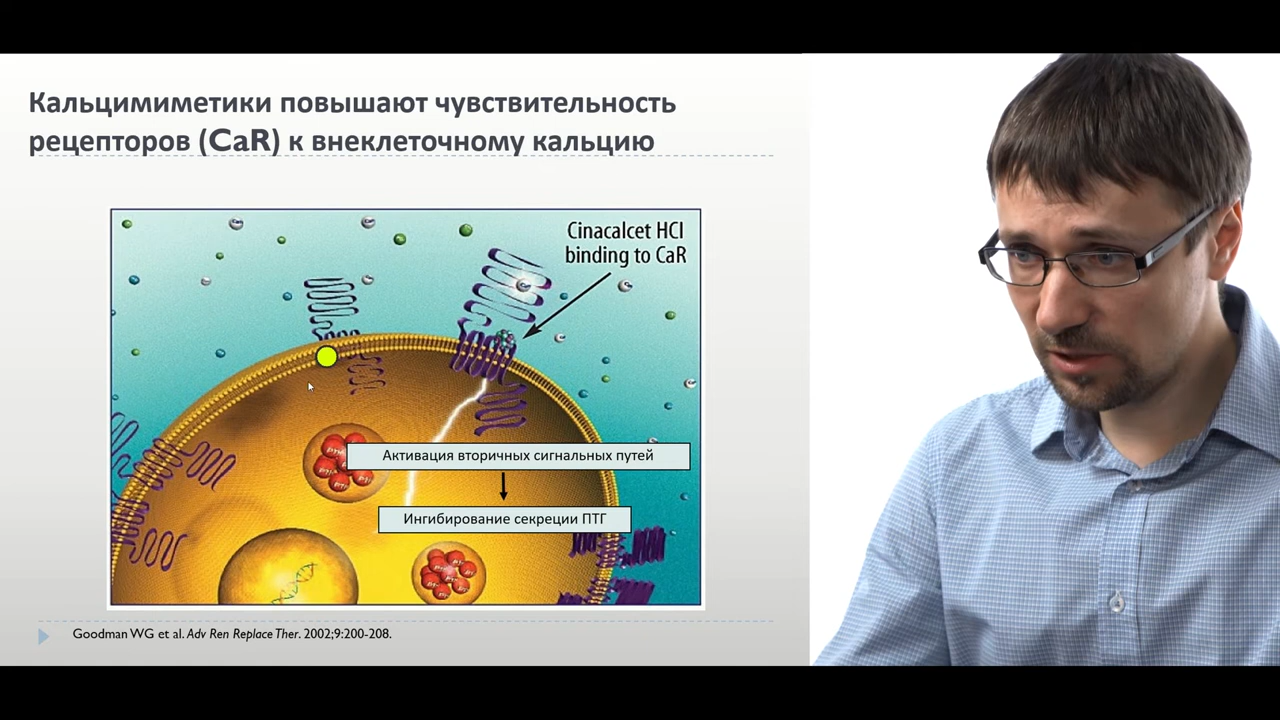 Кальцимиметики повышают чувствительность
рецепторов (CaR) к внеклеточному кальцию
Cinacalcet HCl
binding to CaR
Активация вторичных сигнальных путей
Ингибирование секреции ПТГ
Goodman WG et al. Adv Ren Replace Ther. 2002;9:200-208.